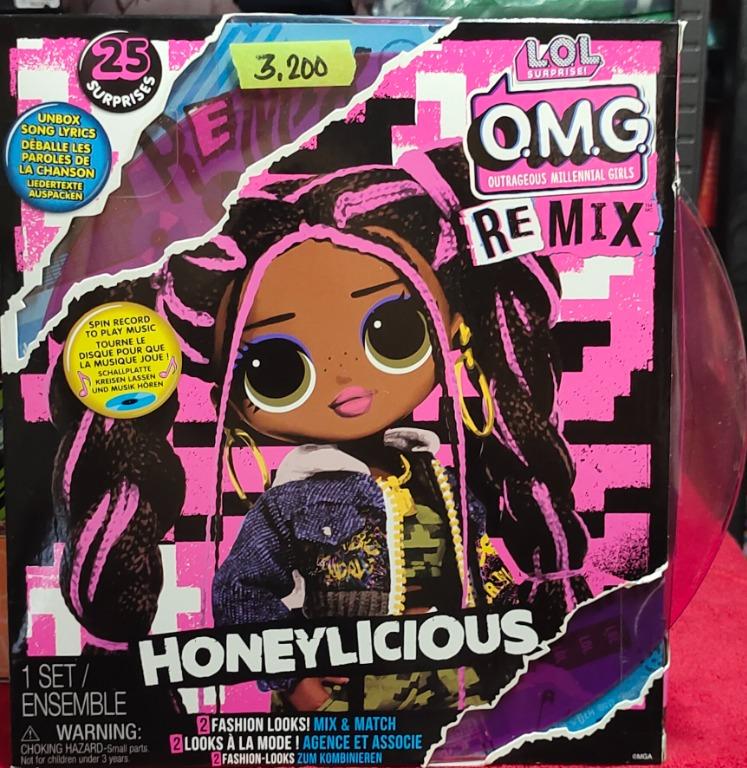 25
SURPRISES
3,200
L.O.L
SURPRISE!
O.M.G.
OUTRAGEOUS MILLENNIAL GIRLS
REMIX
UNBOX
SONG LYRICS
DÉBALLE LES
PAROLES DE
LA CHANSON
LIEDERTEXTE
AUSPACKEN
SPIN RECORD
TO PLAY MUSIC
TOURNE LE
DISQUE POUR QUE
LA MUSIQUE JOUE !
SCHALLPLATTE
KREISEN LASSEN
UND MUSIK HÖREN
HONEYLICIOUS
1 SET /
ENSEMBLE
WARNING:
CHOKING HAZARD-Small parts.
Not for children under 3 years.
2 FASHION LOOKS! MIX & MATCH
2 LOOKS À LA MODE ! AGENCE ET ASSOCIE
2 FASHION-LOOKS ZUM KOMBINIEREN
©MGA